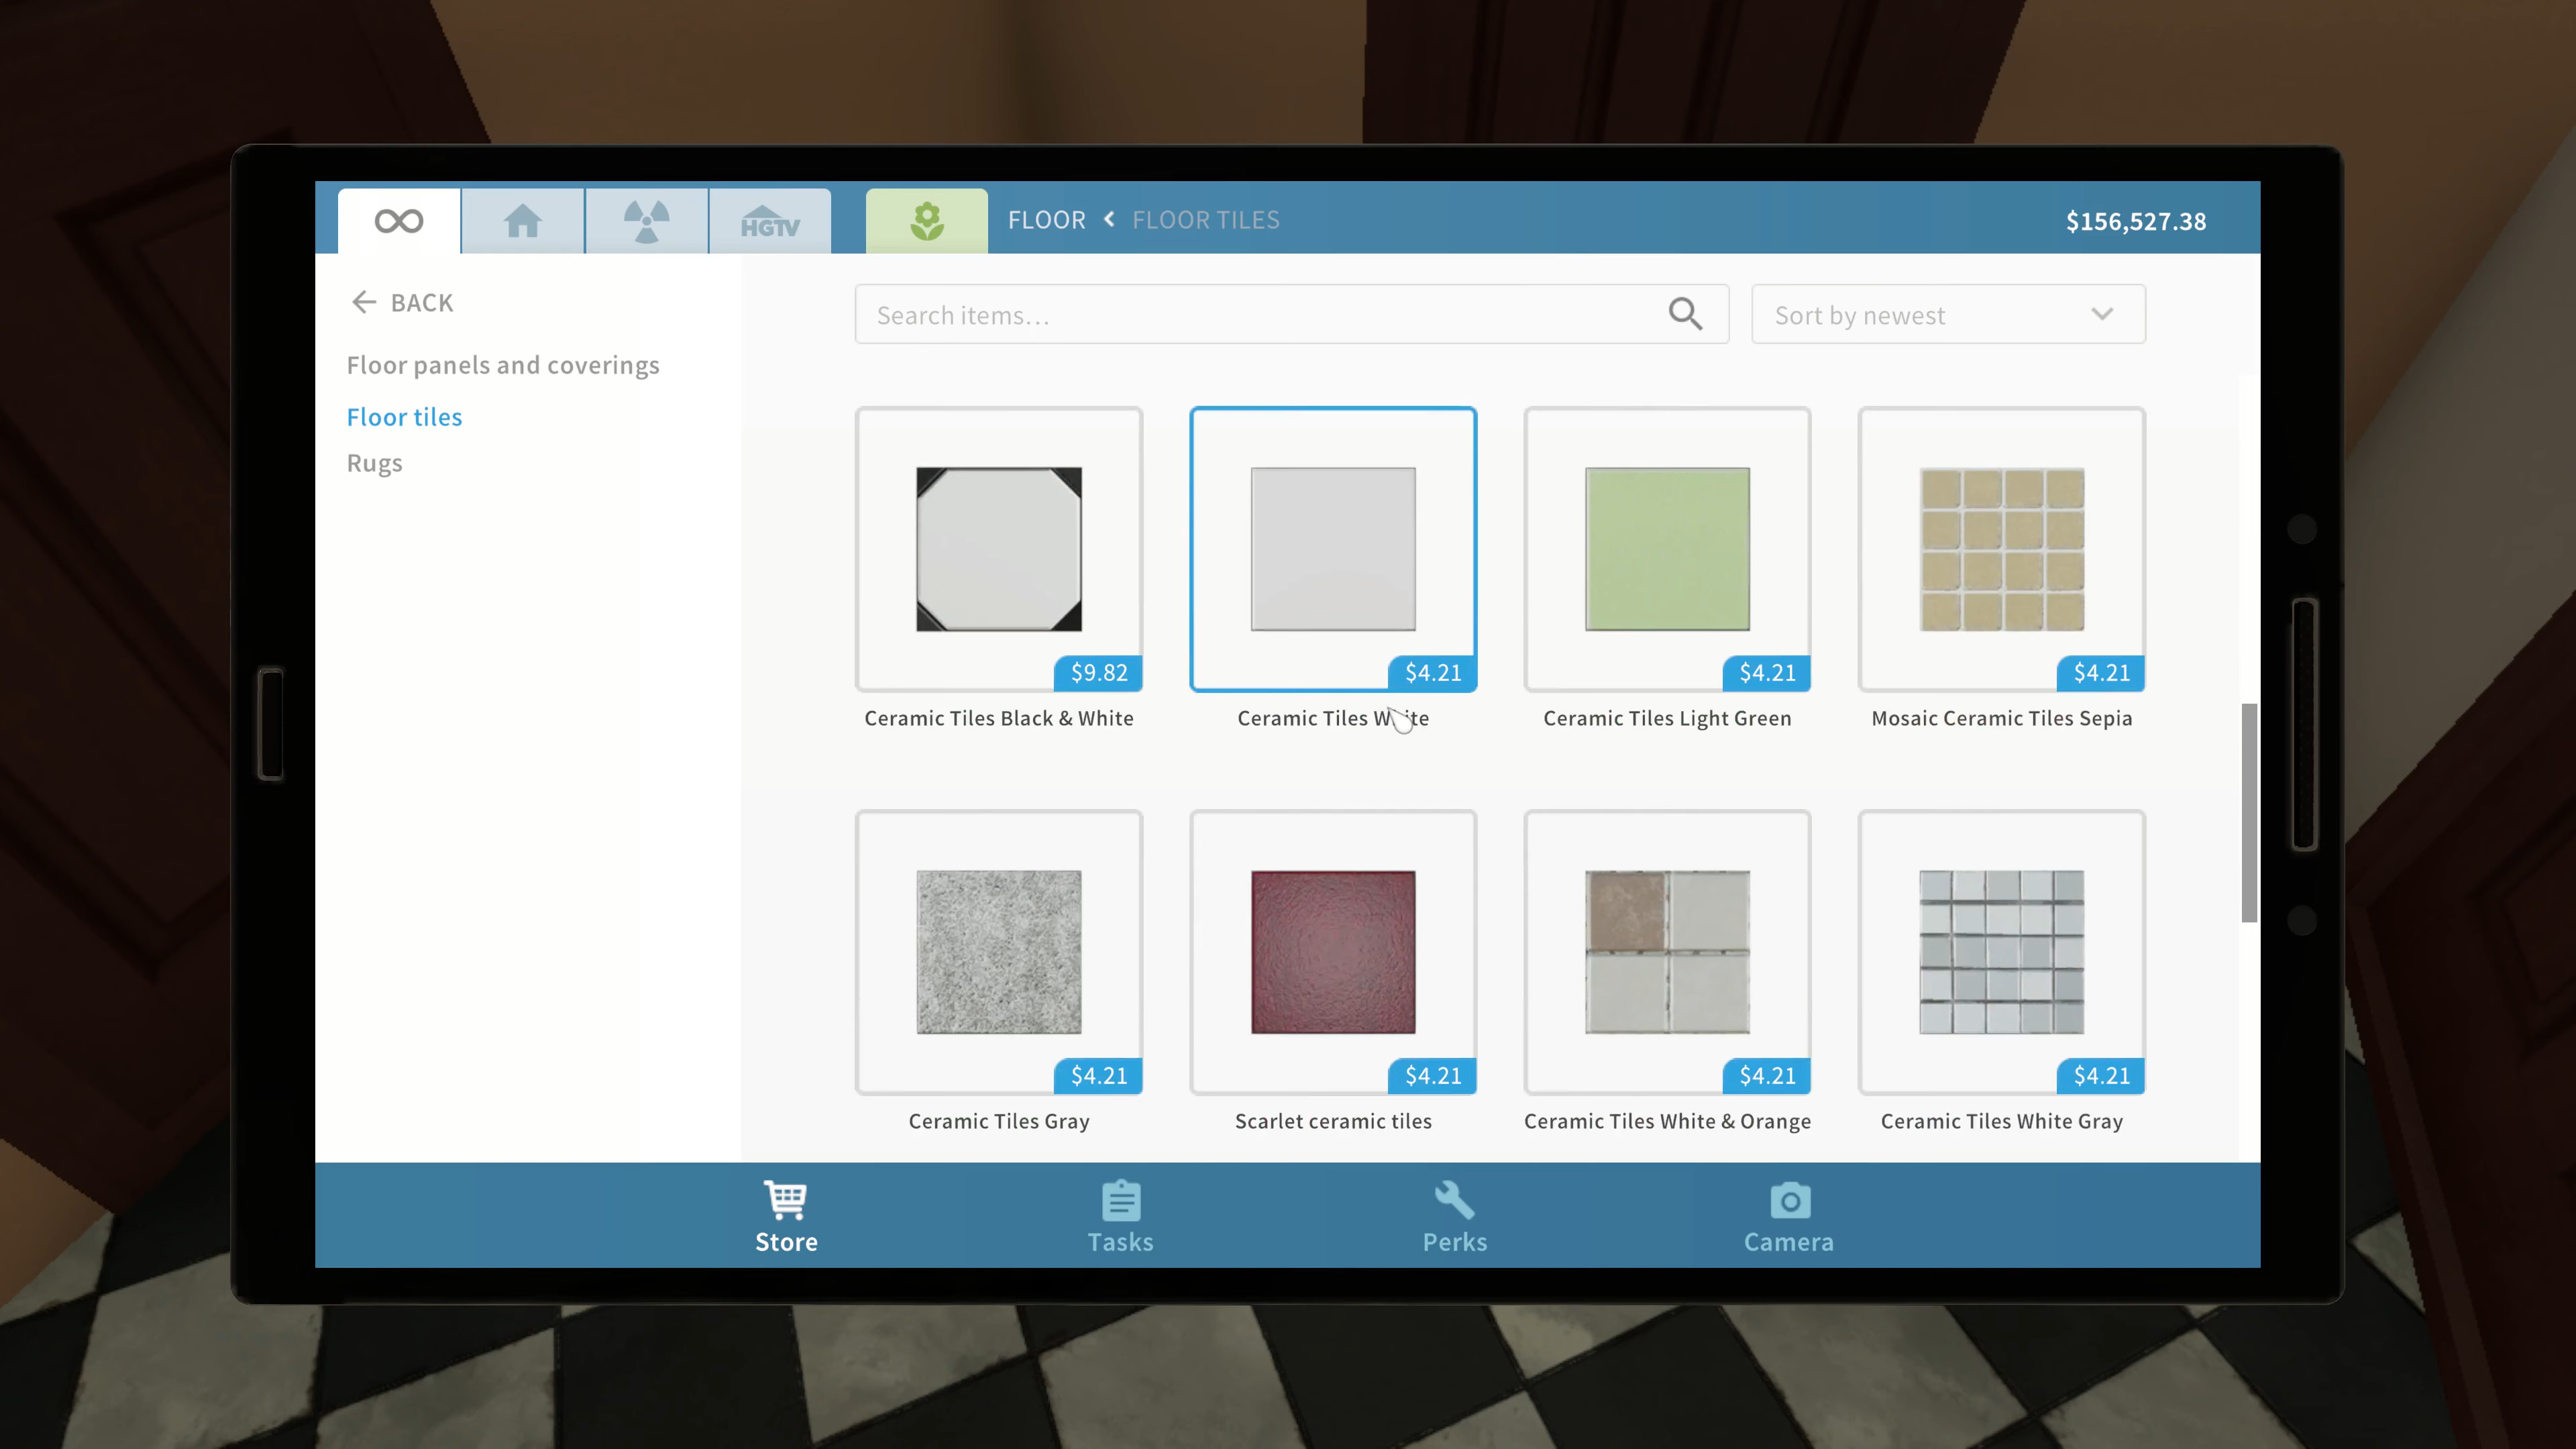 HGTV
FLOOR < FLOOR TILES
$156,527.38
BACK
Floor panels and coverings
Floor tiles
Rugs
Search items...
Sort by newest
$9.82
$4.21
$4.21
$4.21
Ceramic Tiles Black & White
Ceramic Tiles White
Ceramic Tiles Light Green
Mosaic Ceramic Tiles Sepia
$4.21
$4.21
$4.21
$4.21
Ceramic Tiles Gray
Scarlet ceramic tiles
Ceramic Tiles White & Orange
Ceramic Tiles White Gray
Store
Tasks
Perks
Camera